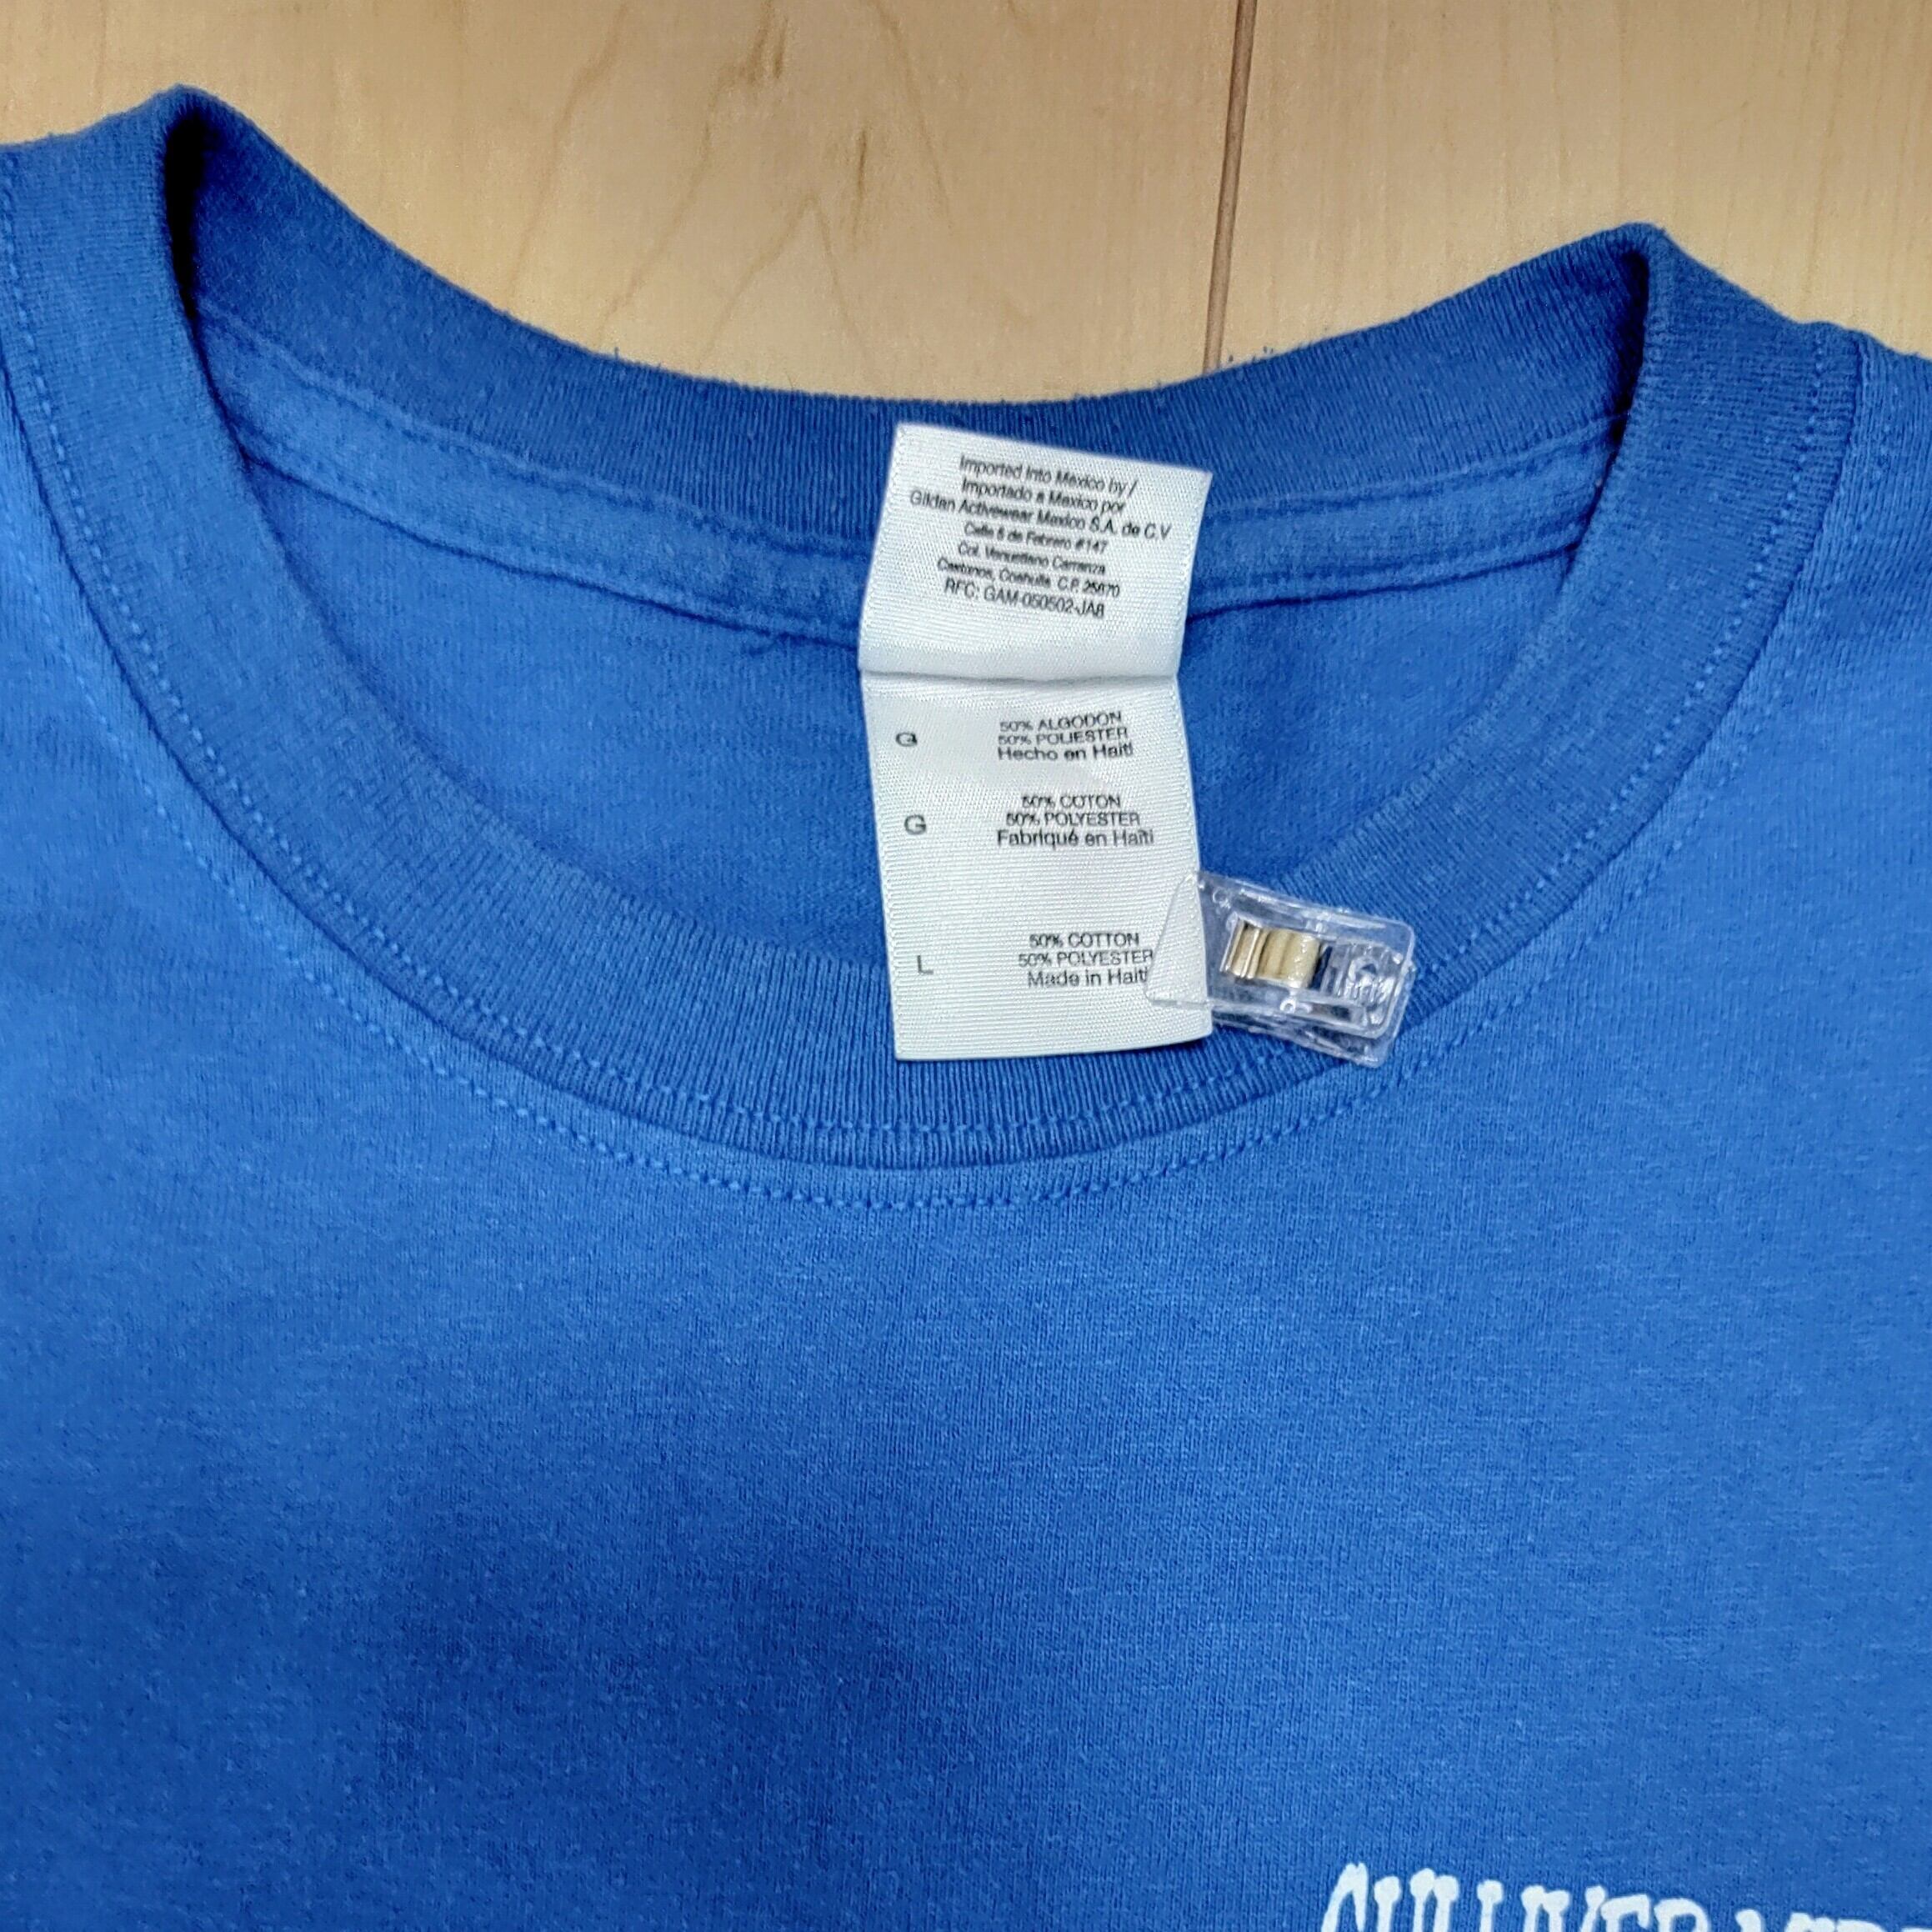 Imported into Mexico by/
Importado a Mexico por
Gildan Activewear Mexico S.A. de C.V
Calle 5 de Febrero #147
Col. Venustiano Carranza
Castanos, Coahuila C.P. 25870
RFC: GAM-050502-JA8
G
50% ALGODON
50% POLIESTER
Hecho en Haití
G
50% COTON
50% POLYESTER
Fabriqué en Haïti
L
50% COTTON
50% POLYESTER
Made in Haiti